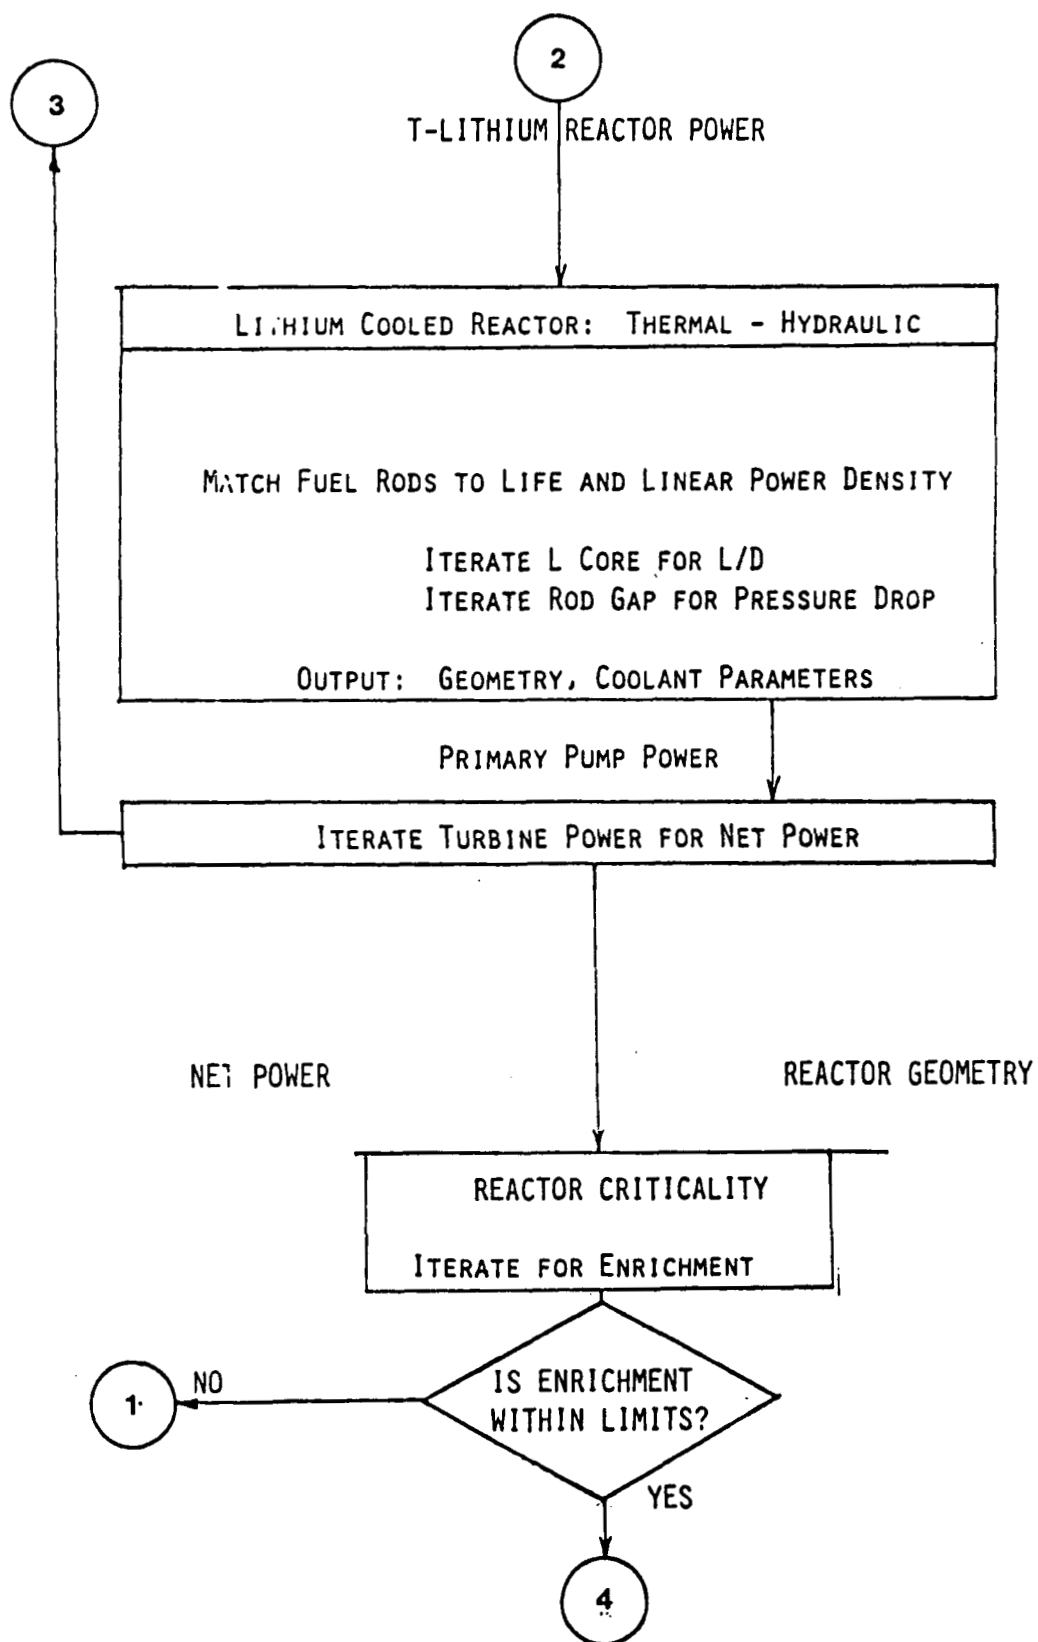 2
3
T-LITHIUM REACTOR POWER
LITHIUM COOLED REACTOR: THERMAL - HYDRAULIC
MATCH FUEL RODS TO LIFE AND LINEAR POWER DENSITY
ITERATE L CORE FOR L/D
ITERATE ROD GAP FOR PRESSURE DROP
OUTPUT: GEOMETRY, COOLANT PARAMETERS
PRIMARY PUMP POWER
ITERATE TURBINE POWER FOR NET POWER
NET POWER
REACTOR GEOMETRY
REACTOR CRITICALITY
ITERATE FOR ENRICHMENT
IS ENRICHMENT
WITHIN LIMITS?
NO
1
YES
4